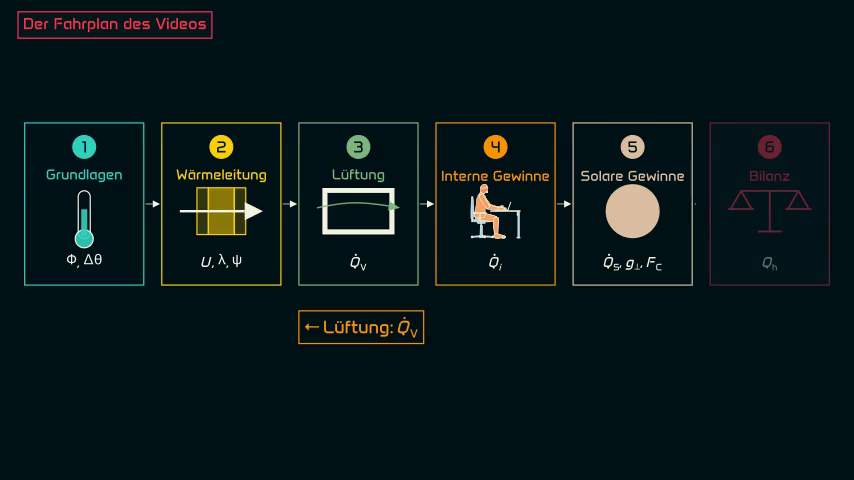 Der Fahrplan des Videos
1
Grundlagen
Φ, Δθ
2
Wärmeleitung
U, λ, ψ
3
Lüftung
Q̇V
4
Interne Gewinne
Q̇i
5
Solare Gewinne
Q̇S, g⊥, FC
6
Bilanz
Qh
← Lüftung: Q̇V